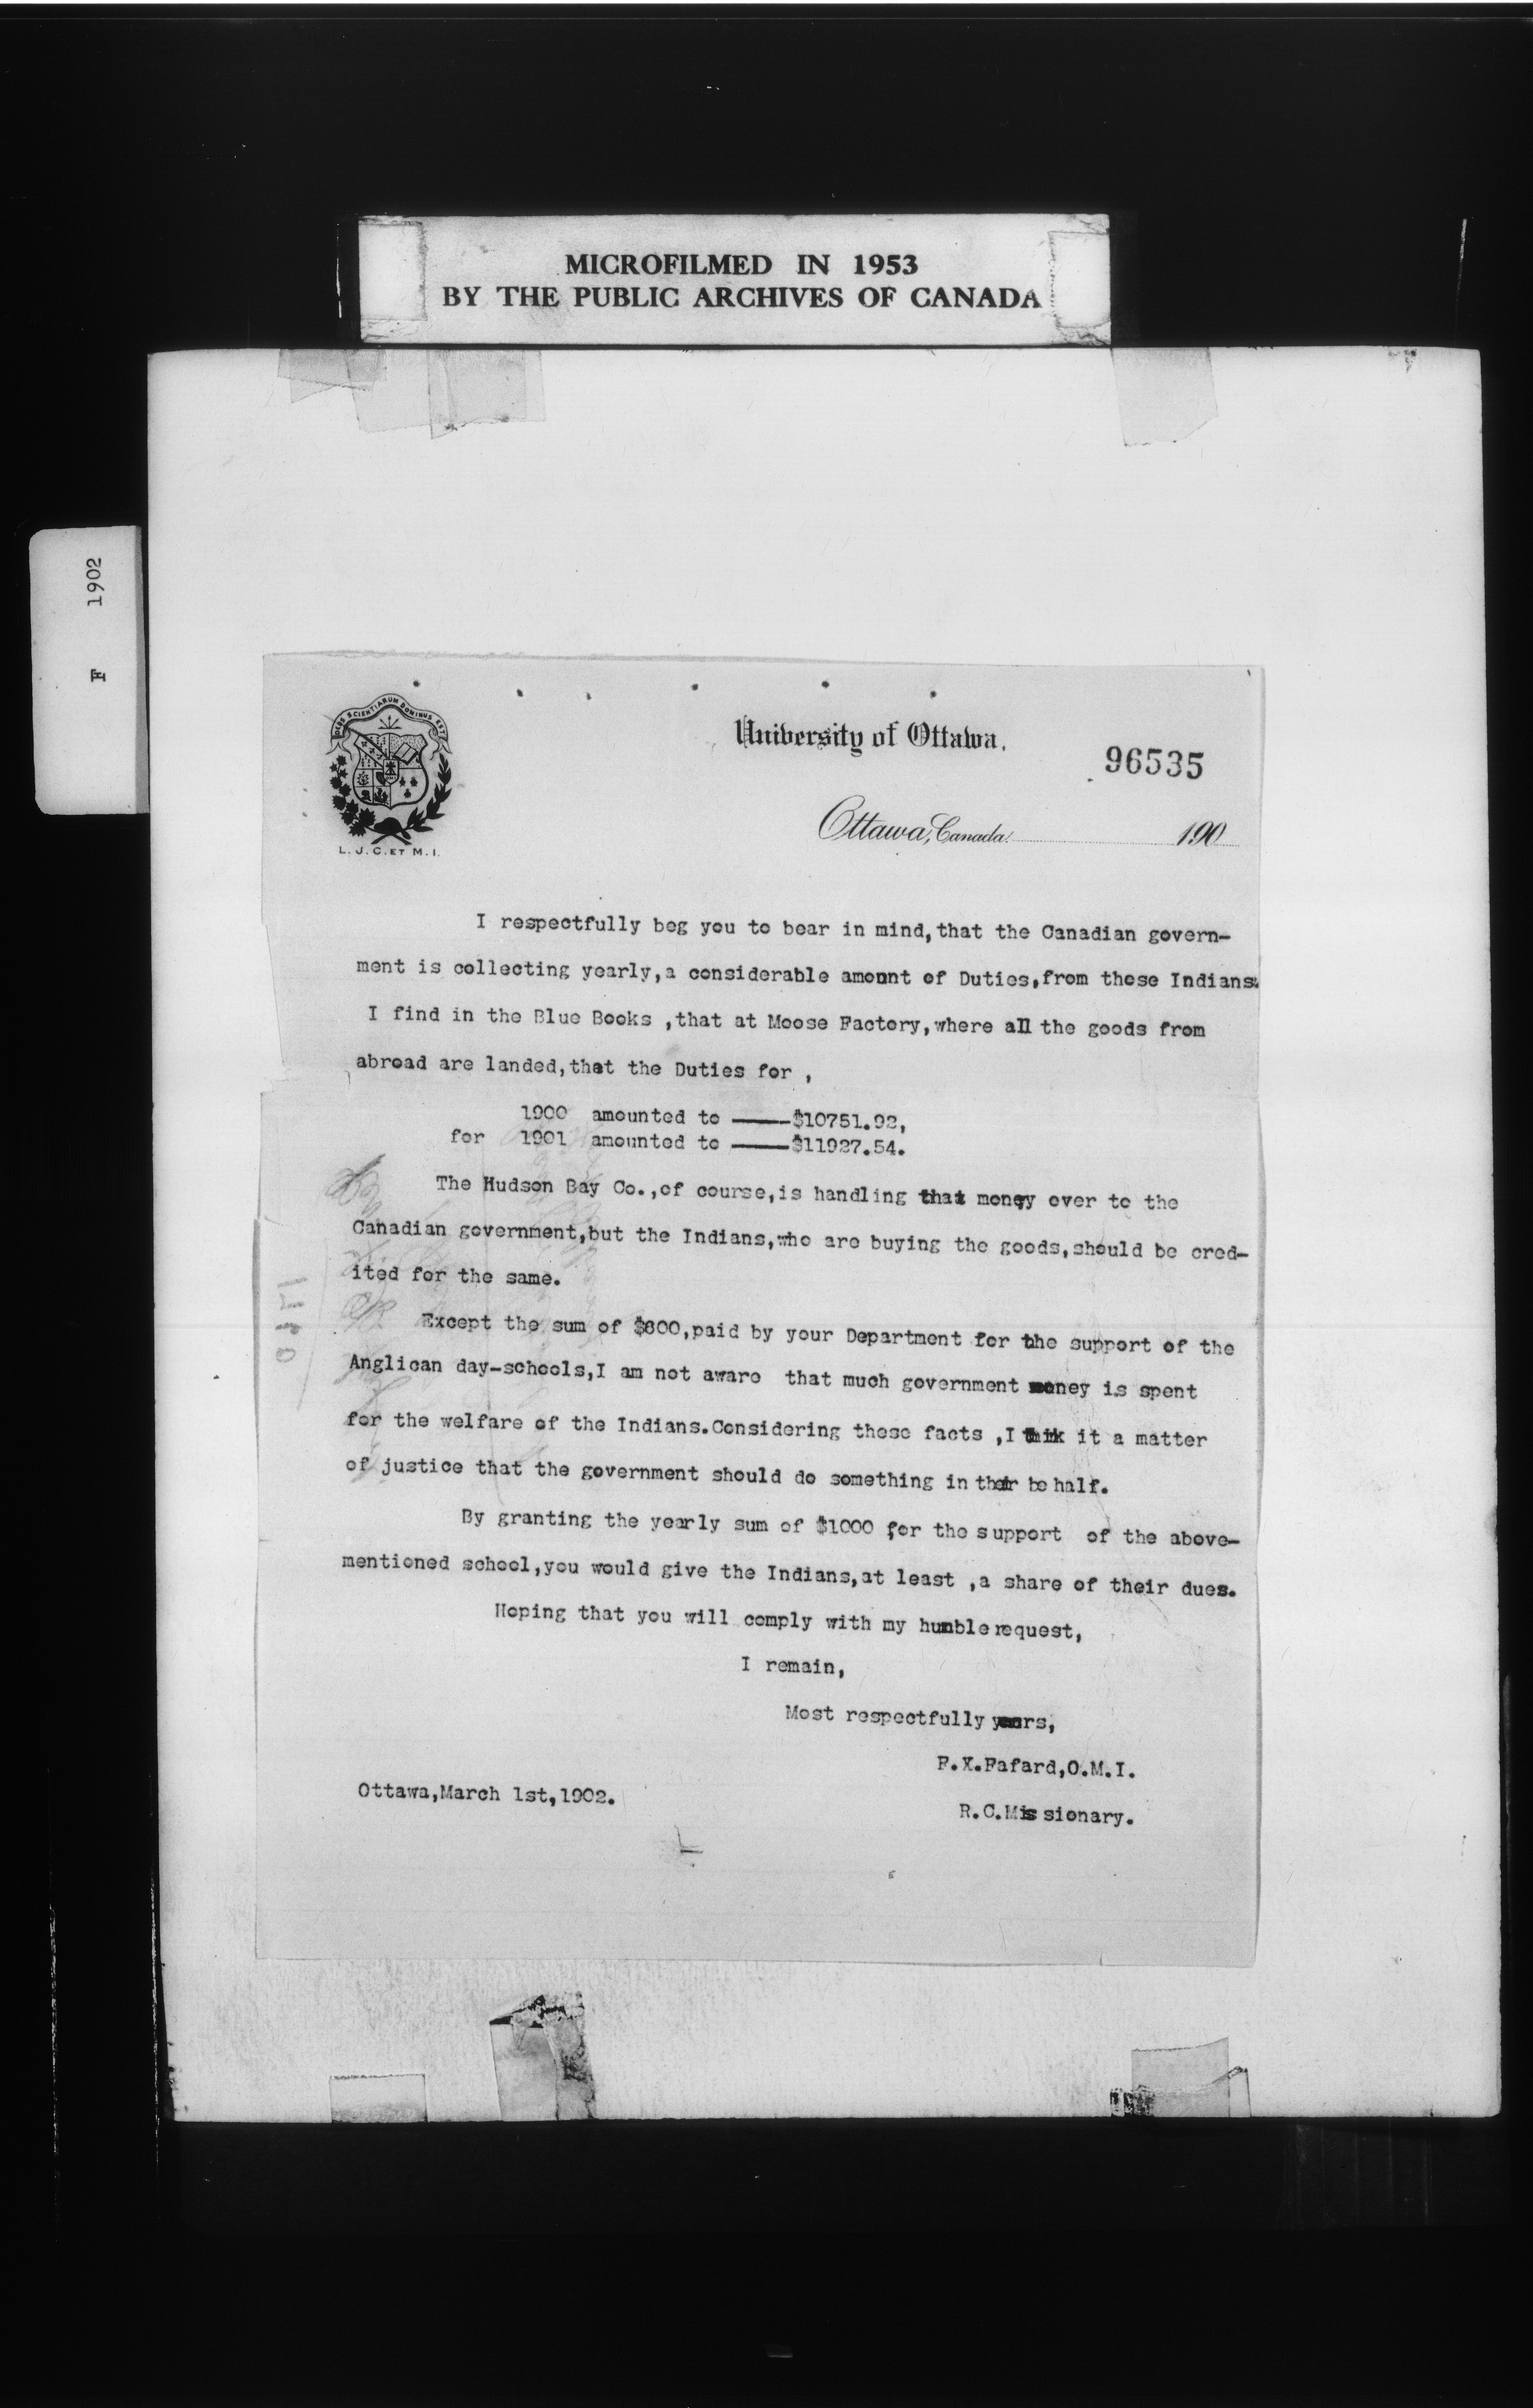 MICROFILMED IN 1953
BY THE PUBLIC ARCHIVES OF CANADA
F 1902
DEUS SCIENTIARUM DOMINUS EST
L.J.C. ET M.I.
University of Ottawa.
96535
Ottawa, Canada. 190
I respectfully beg you to bear in mind,that the Canadian govern-
ment is collecting yearly,a considerable amount of Duties,from these Indians.
I find in the Blue Books ,that at Moose Factory,where all the goods from
abroad are landed,that the Duties for ,
1900 amounted to ——$10751.92,
for 1901 amounted to ——$11927.54.
The Hudson Bay Co.,of course,is handling that money over to the
Canadian government,but the Indians,who are buying the goods,should be cred-
ited for the same.
Except the sum of $800,paid by your Department for the support of the
Anglican day-schools,I am not aware that much government money is spent
for the welfare of the Indians.Considering these facts ,I think it a matter
of justice that the government should do something in their behalf.
By granting the yearly sum of $1000 for the support of the above-
mentioned school,you would give the Indians,at least ,a share of their dues.
Hoping that you will comply with my humble request,
I remain,
Most respectfully yours,
F.X.Fafard,O.M.I.
Ottawa,March 1st,1902.
R.C.Missionary.